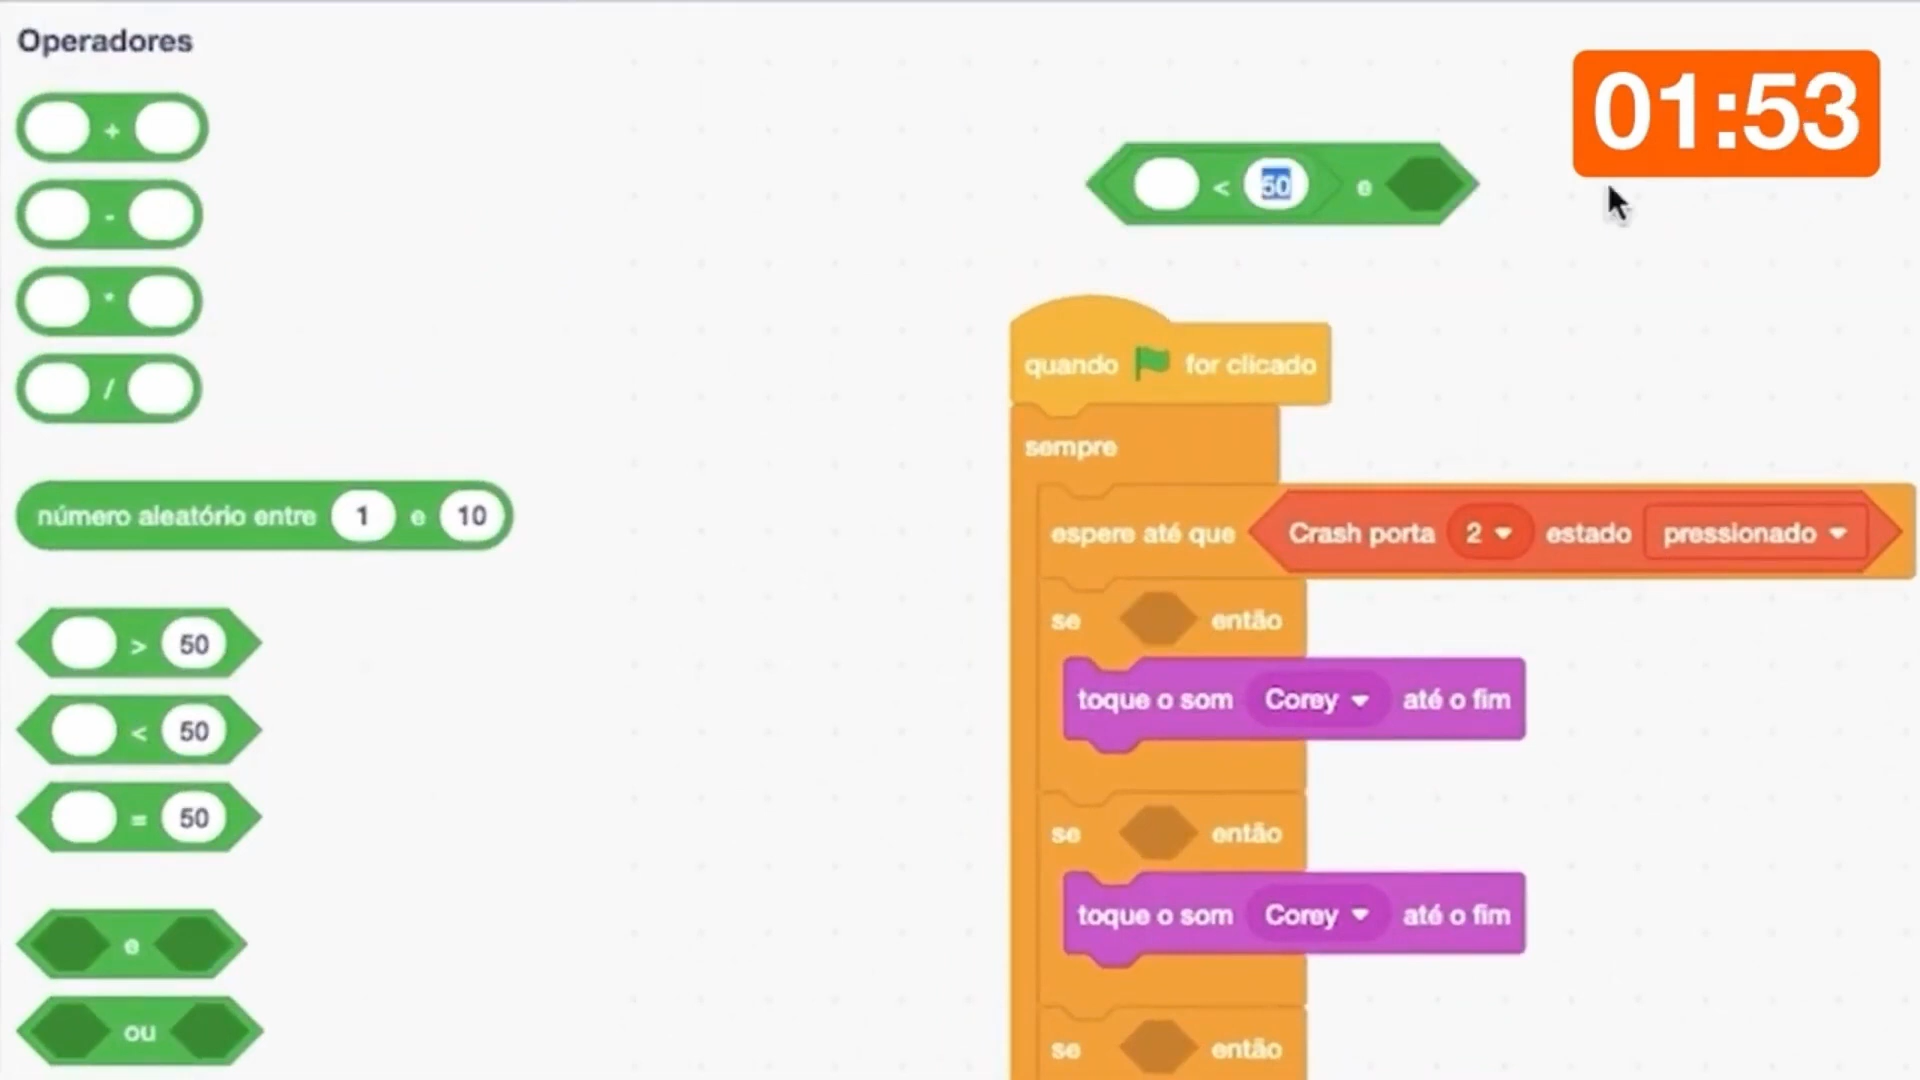 Operadores
01:53
+
-
*
/
número aleatório entre 1 e 10
> 50
< 50
= 50
e
ou
< 50 e
quando for clicado
sempre
espere até que Crash porta 2 estado pressionado
se então
toque o som Corey até o fim
se então
toque o som Corey até o fim
se então